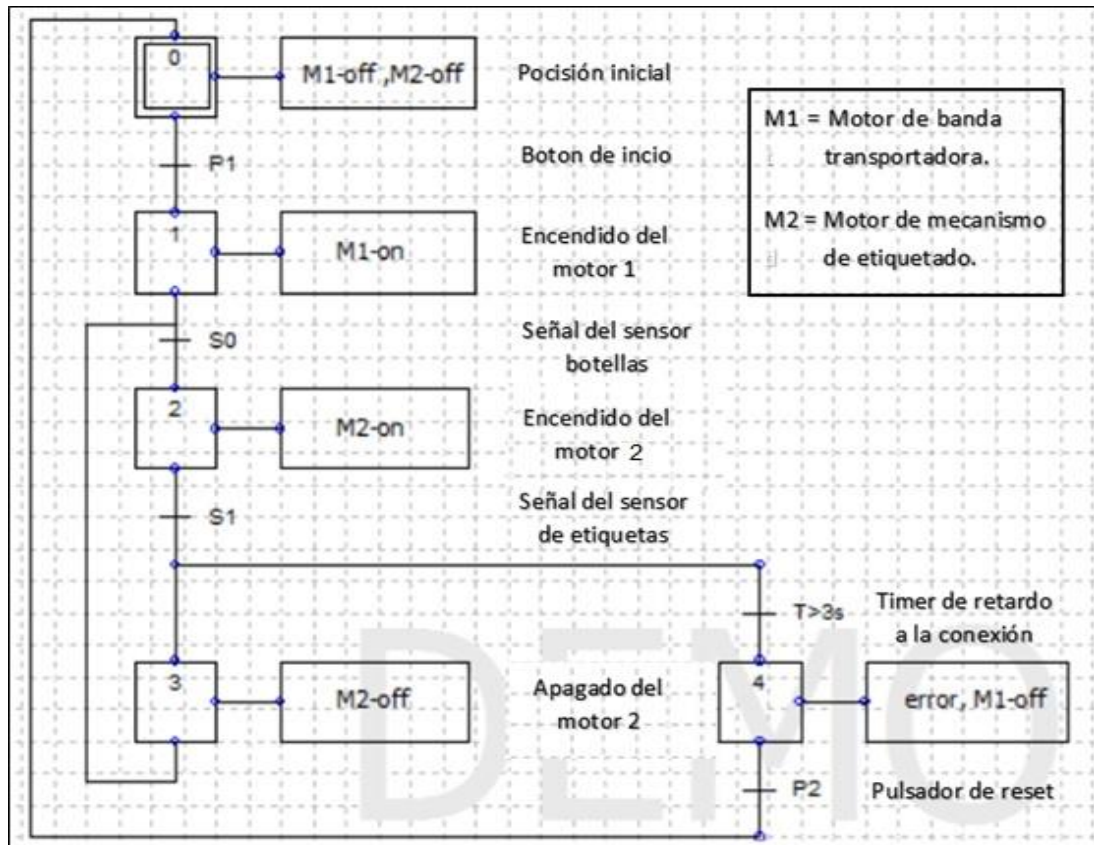 0
M1-off ,M2-off
Pocisión inicial
P1
Boton de incio
M1 = Motor de banda
transportadora.
M2 = Motor de mecanismo
de etiquetado.
1
M1-on
Encendido del
motor 1
S0
Señal del sensor
botellas
2
M2-on
Encendido del
motor 2
S1
Señal del sensor
de etiquetas
T>3s
Timer de retardo
a la conexión
3
M2-off
Apagado del
motor 2
4
error, M1-off
P2
Pulsador de reset
DEMO